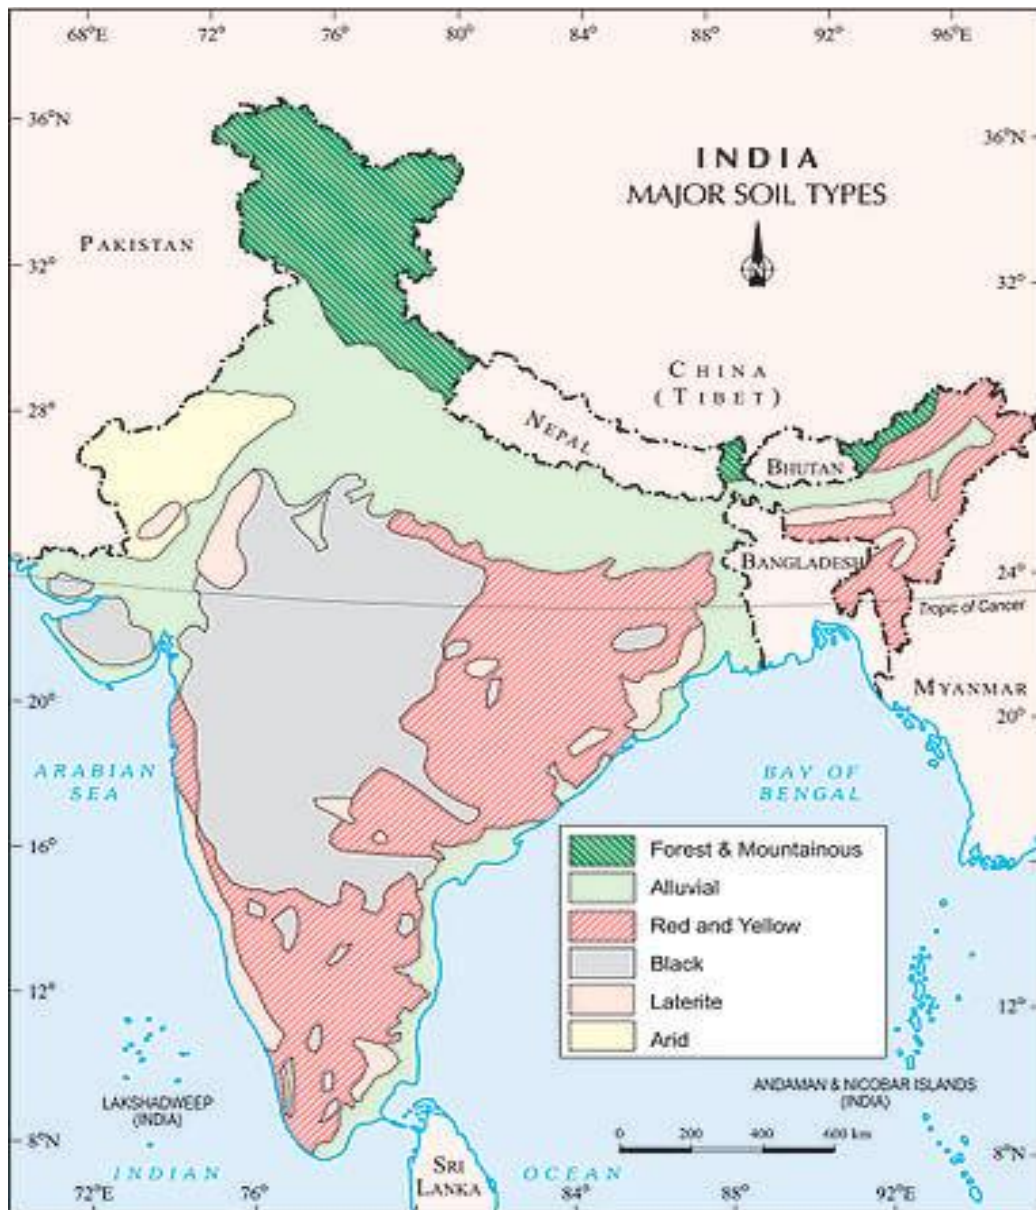 68°E 72° 76° 80° 84° 88° 92° 96°E
36°N
36°N
INDIA
MAJOR SOIL TYPES
N
PAKISTAN
32°
32°
CHINA
(TIBET)
28°
28°
NEPAL
BHUTAN
BANGLADESH
24°
24°
Tropic of Cancer
MYANMAR
20°
20°
ARABIAN
SEA
BAY OF
BENGAL
16°
16°
Forest & Mountainous
Alluvial
Red and Yellow
Black
Laterite
Arid
12°
12°
LAKSHADWEEP
(INDIA)
ANDAMAN & NICOBAR ISLANDS
(INDIA)
0 200 400 600 km
8°N
8°N
INDIAN OCEAN
SRI
LANKA
72°E 76° 84° 88° 92°E